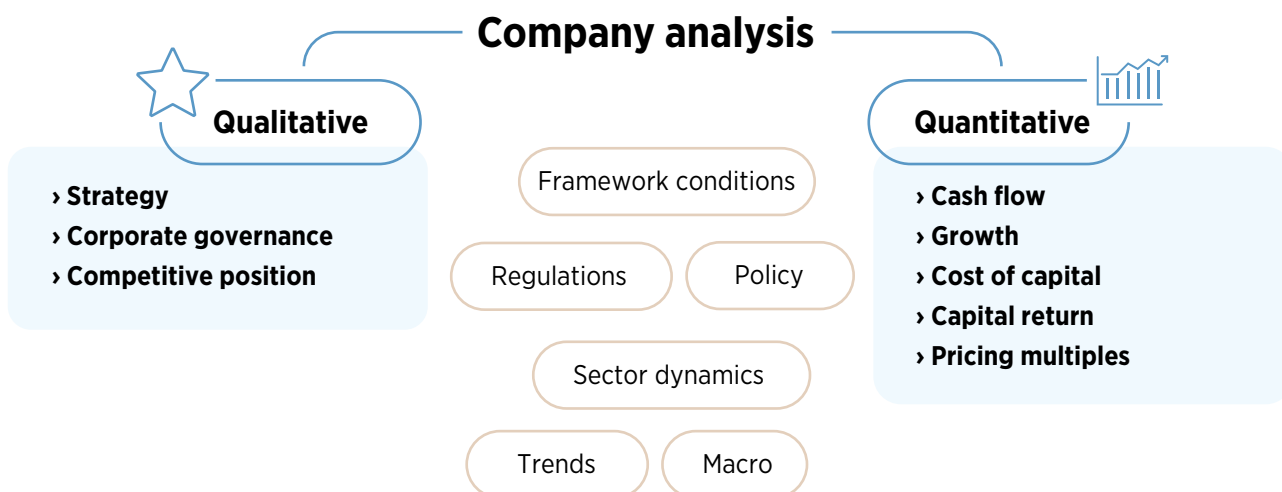 Company analysis
Qualitative
› Strategy
› Corporate governance
› Competitive position
Framework conditions
Regulations
Policy
Sector dynamics
Trends
Macro
Quantitative
› Cash flow
› Growth
› Cost of capital
› Capital return
› Pricing multiples